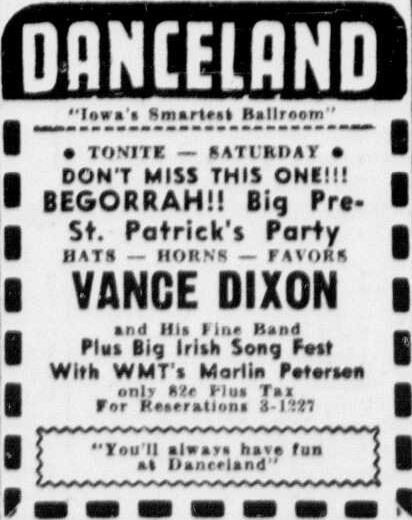 DANCELAND
"Iowa's Smartest Ballroom"
• TONITE — SATURDAY •
DON'T MISS THIS ONE!!!
BEGORRAH!! Big Pre-
St. Patrick's Party
HATS — HORNS — FAVORS
VANCE DIXON
and His Fine Band
Plus Big Irish Song Fest
With WMT's Marlin Petersen
only 82c Plus Tax
For Reserations 3-1227
"You'll always have fun
at Danceland"